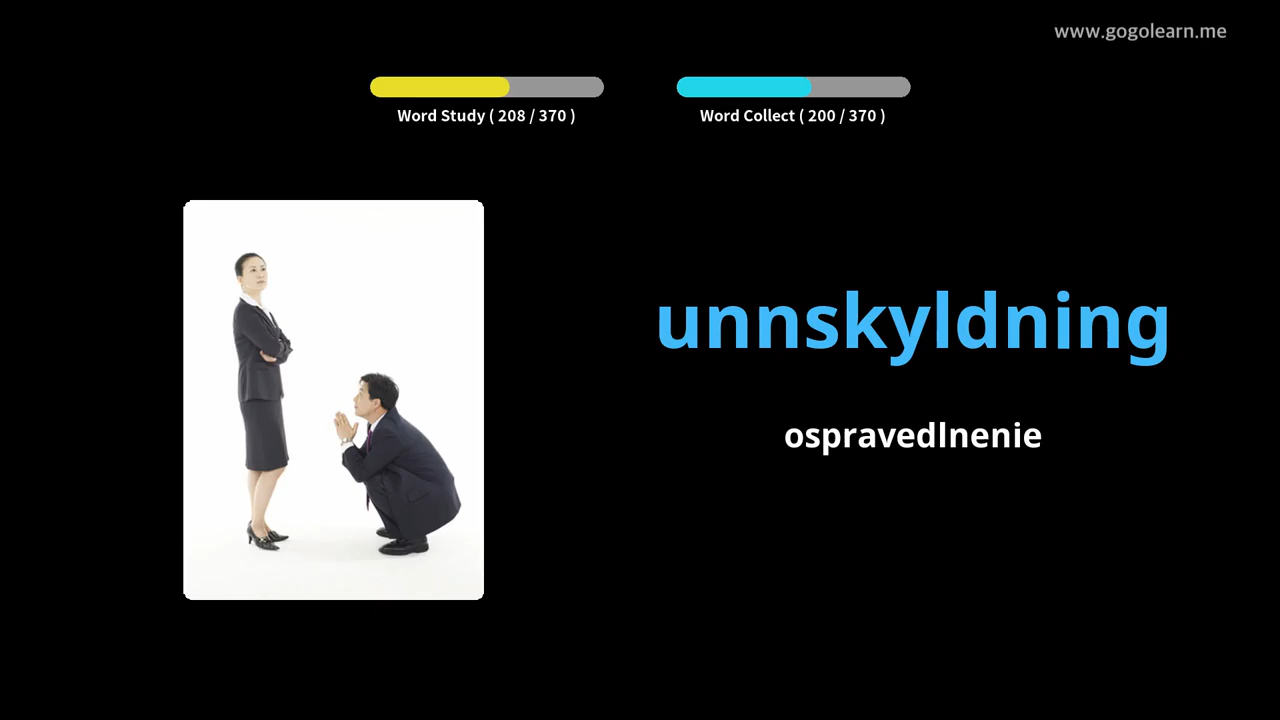 www.gogolearn.me
Word Study ( 208 / 370 )
Word Collect ( 200 / 370 )
unnskyldning
ospravedlnenie